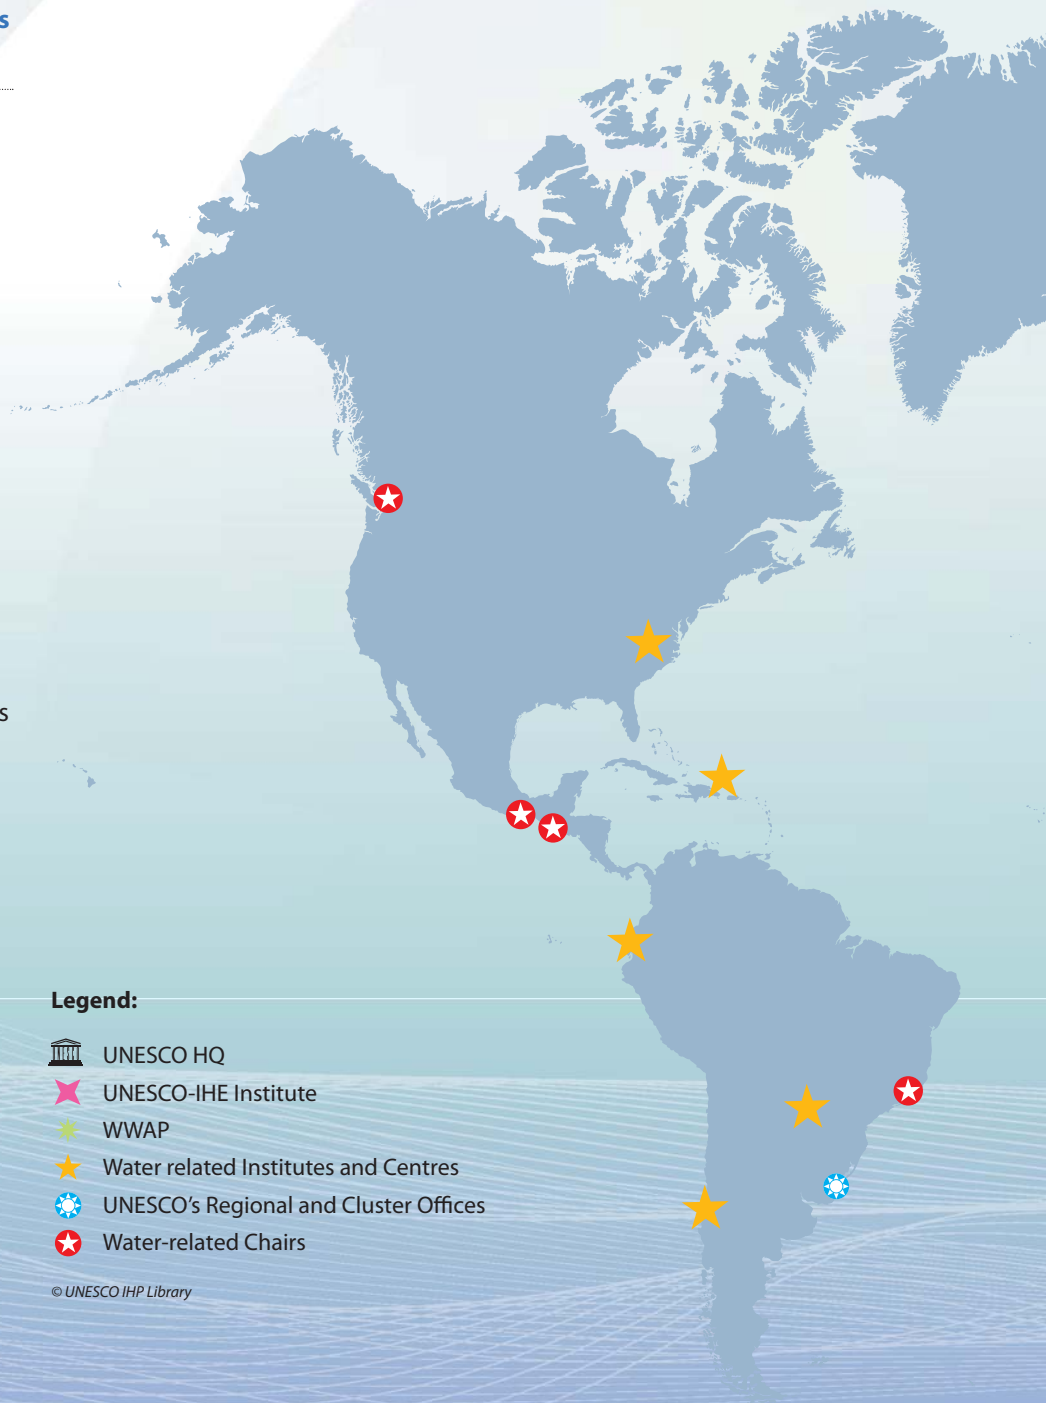 s
s
Legend:
UNESCO HQ
UNESCO-IHE Institute
WWAP
Water related Institutes and Centres
UNESCO’s Regional and Cluster Offices
Water-related Chairs
© UNESCO IHP Library